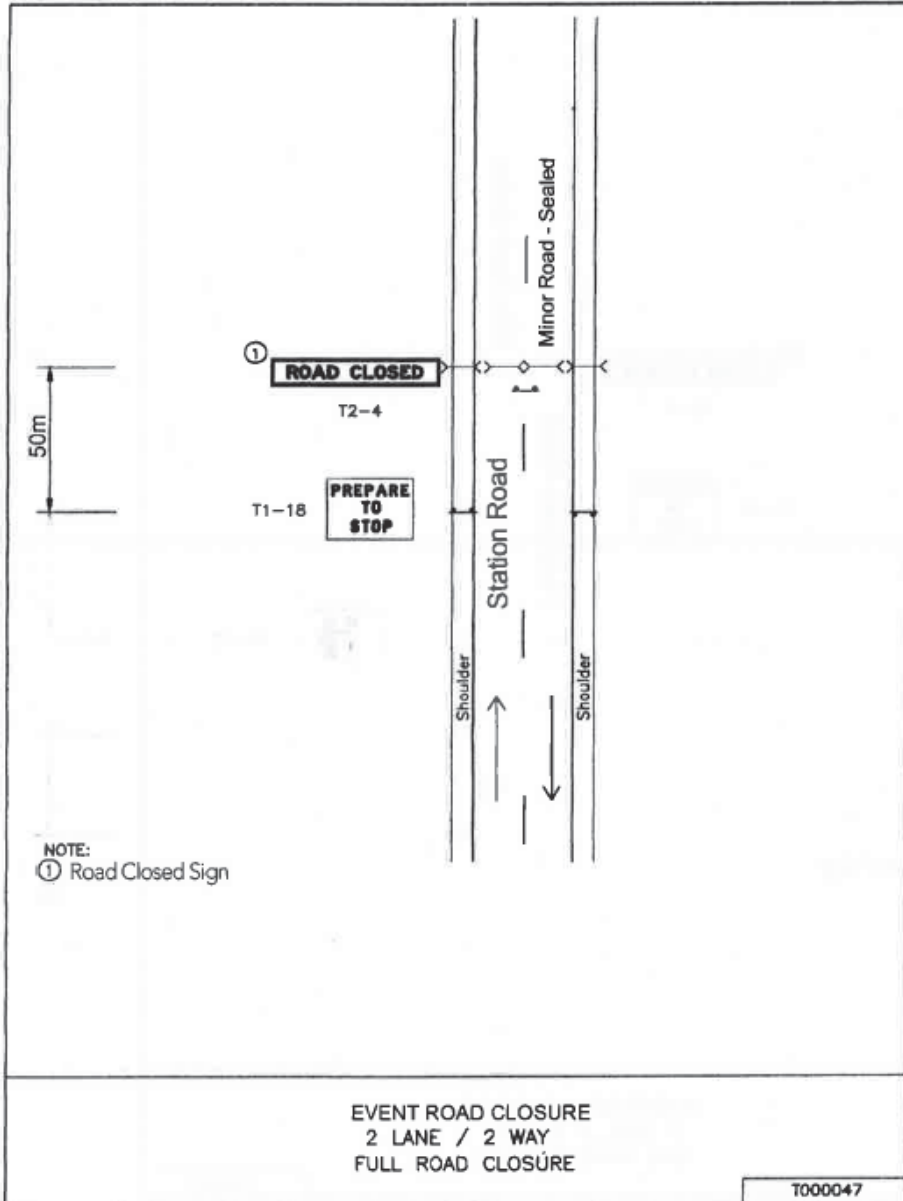 Minor Road - Sealed
①
ROAD CLOSED
T2-4
50m
T1-18
PREPARE
TO
STOP
Station Road
Shoulder
Shoulder
NOTE:
① Road Closed Sign
EVENT ROAD CLOSURE
2 LANE / 2 WAY
FULL ROAD CLOSURE
T000047